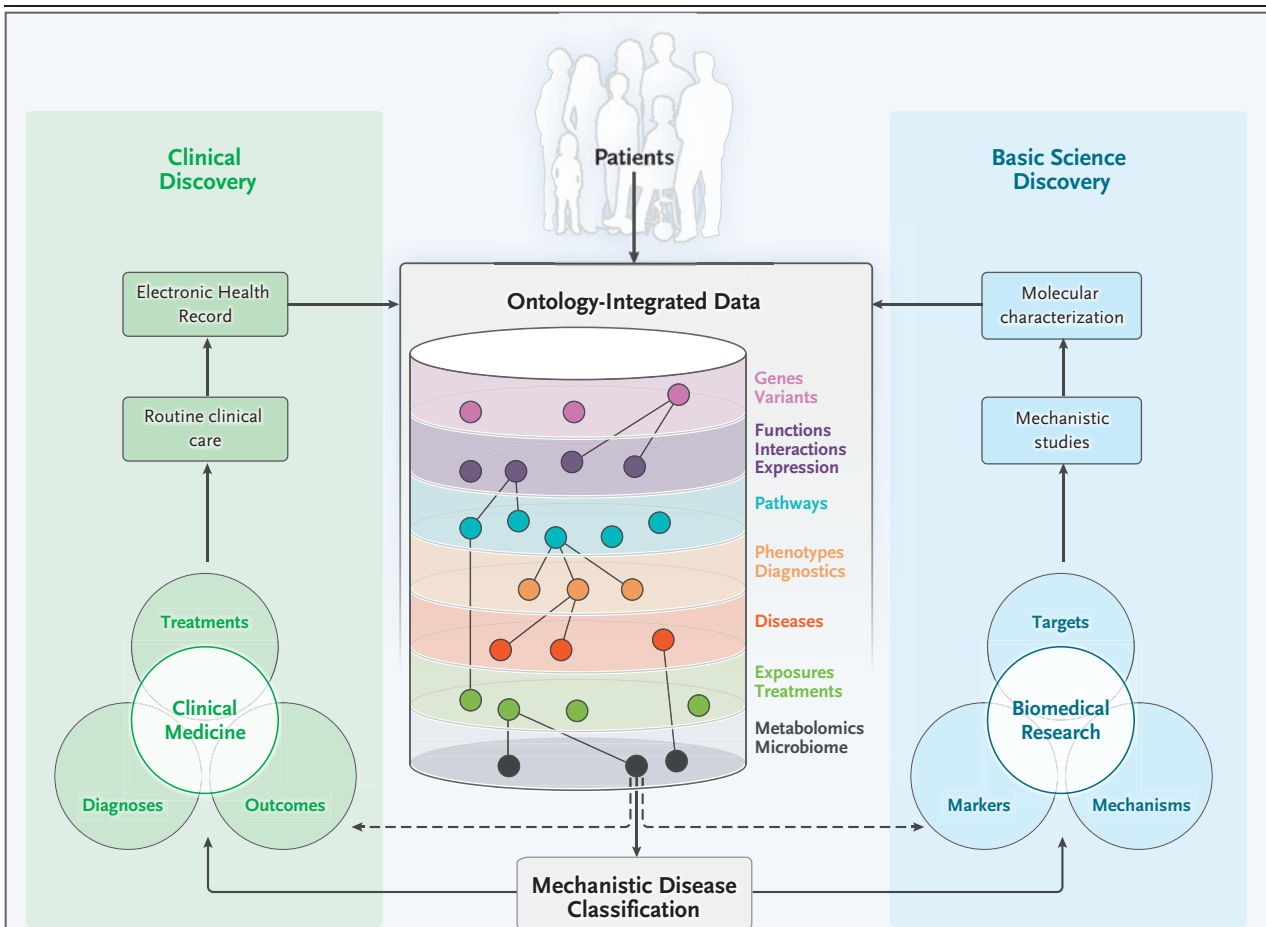 Patients
Clinical
Discovery
Electronic Health
Record
Routine clinical
care
Treatments
Clinical
Medicine
Diagnoses
Outcomes
Ontology-Integrated Data
Genes
Variants
Functions
Interactions
Expression
Pathways
Phenotypes
Diagnostics
Diseases
Exposures
Treatments
Metabolomics
Microbiome
Mechanistic Disease
Classification
Basic Science
Discovery
Molecular
characterization
Mechanistic
studies
Targets
Biomedical
Research
Markers
Mechanisms